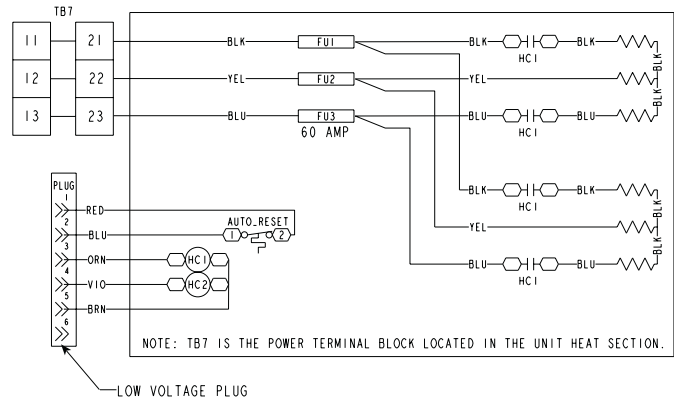 TB7
11 21 BLK FU1 BLK HC1 BLK BLK
12 22 YEL FU2 YEL BLK
13 23 BLU FU3 BLU HC1 BLU
60 AMP
BLK HC1 BLK BLK
YEL BLK
BLU HC1 BLU
PLUG
1 RED
2 BLU AUTO_RESET 1 2
3 ORN HC1
4 VIO HC2
5 BRN
6
NOTE: TB7 IS THE POWER TERMINAL BLOCK LOCATED IN THE UNIT HEAT SECTION.
LOW VOLTAGE PLUG